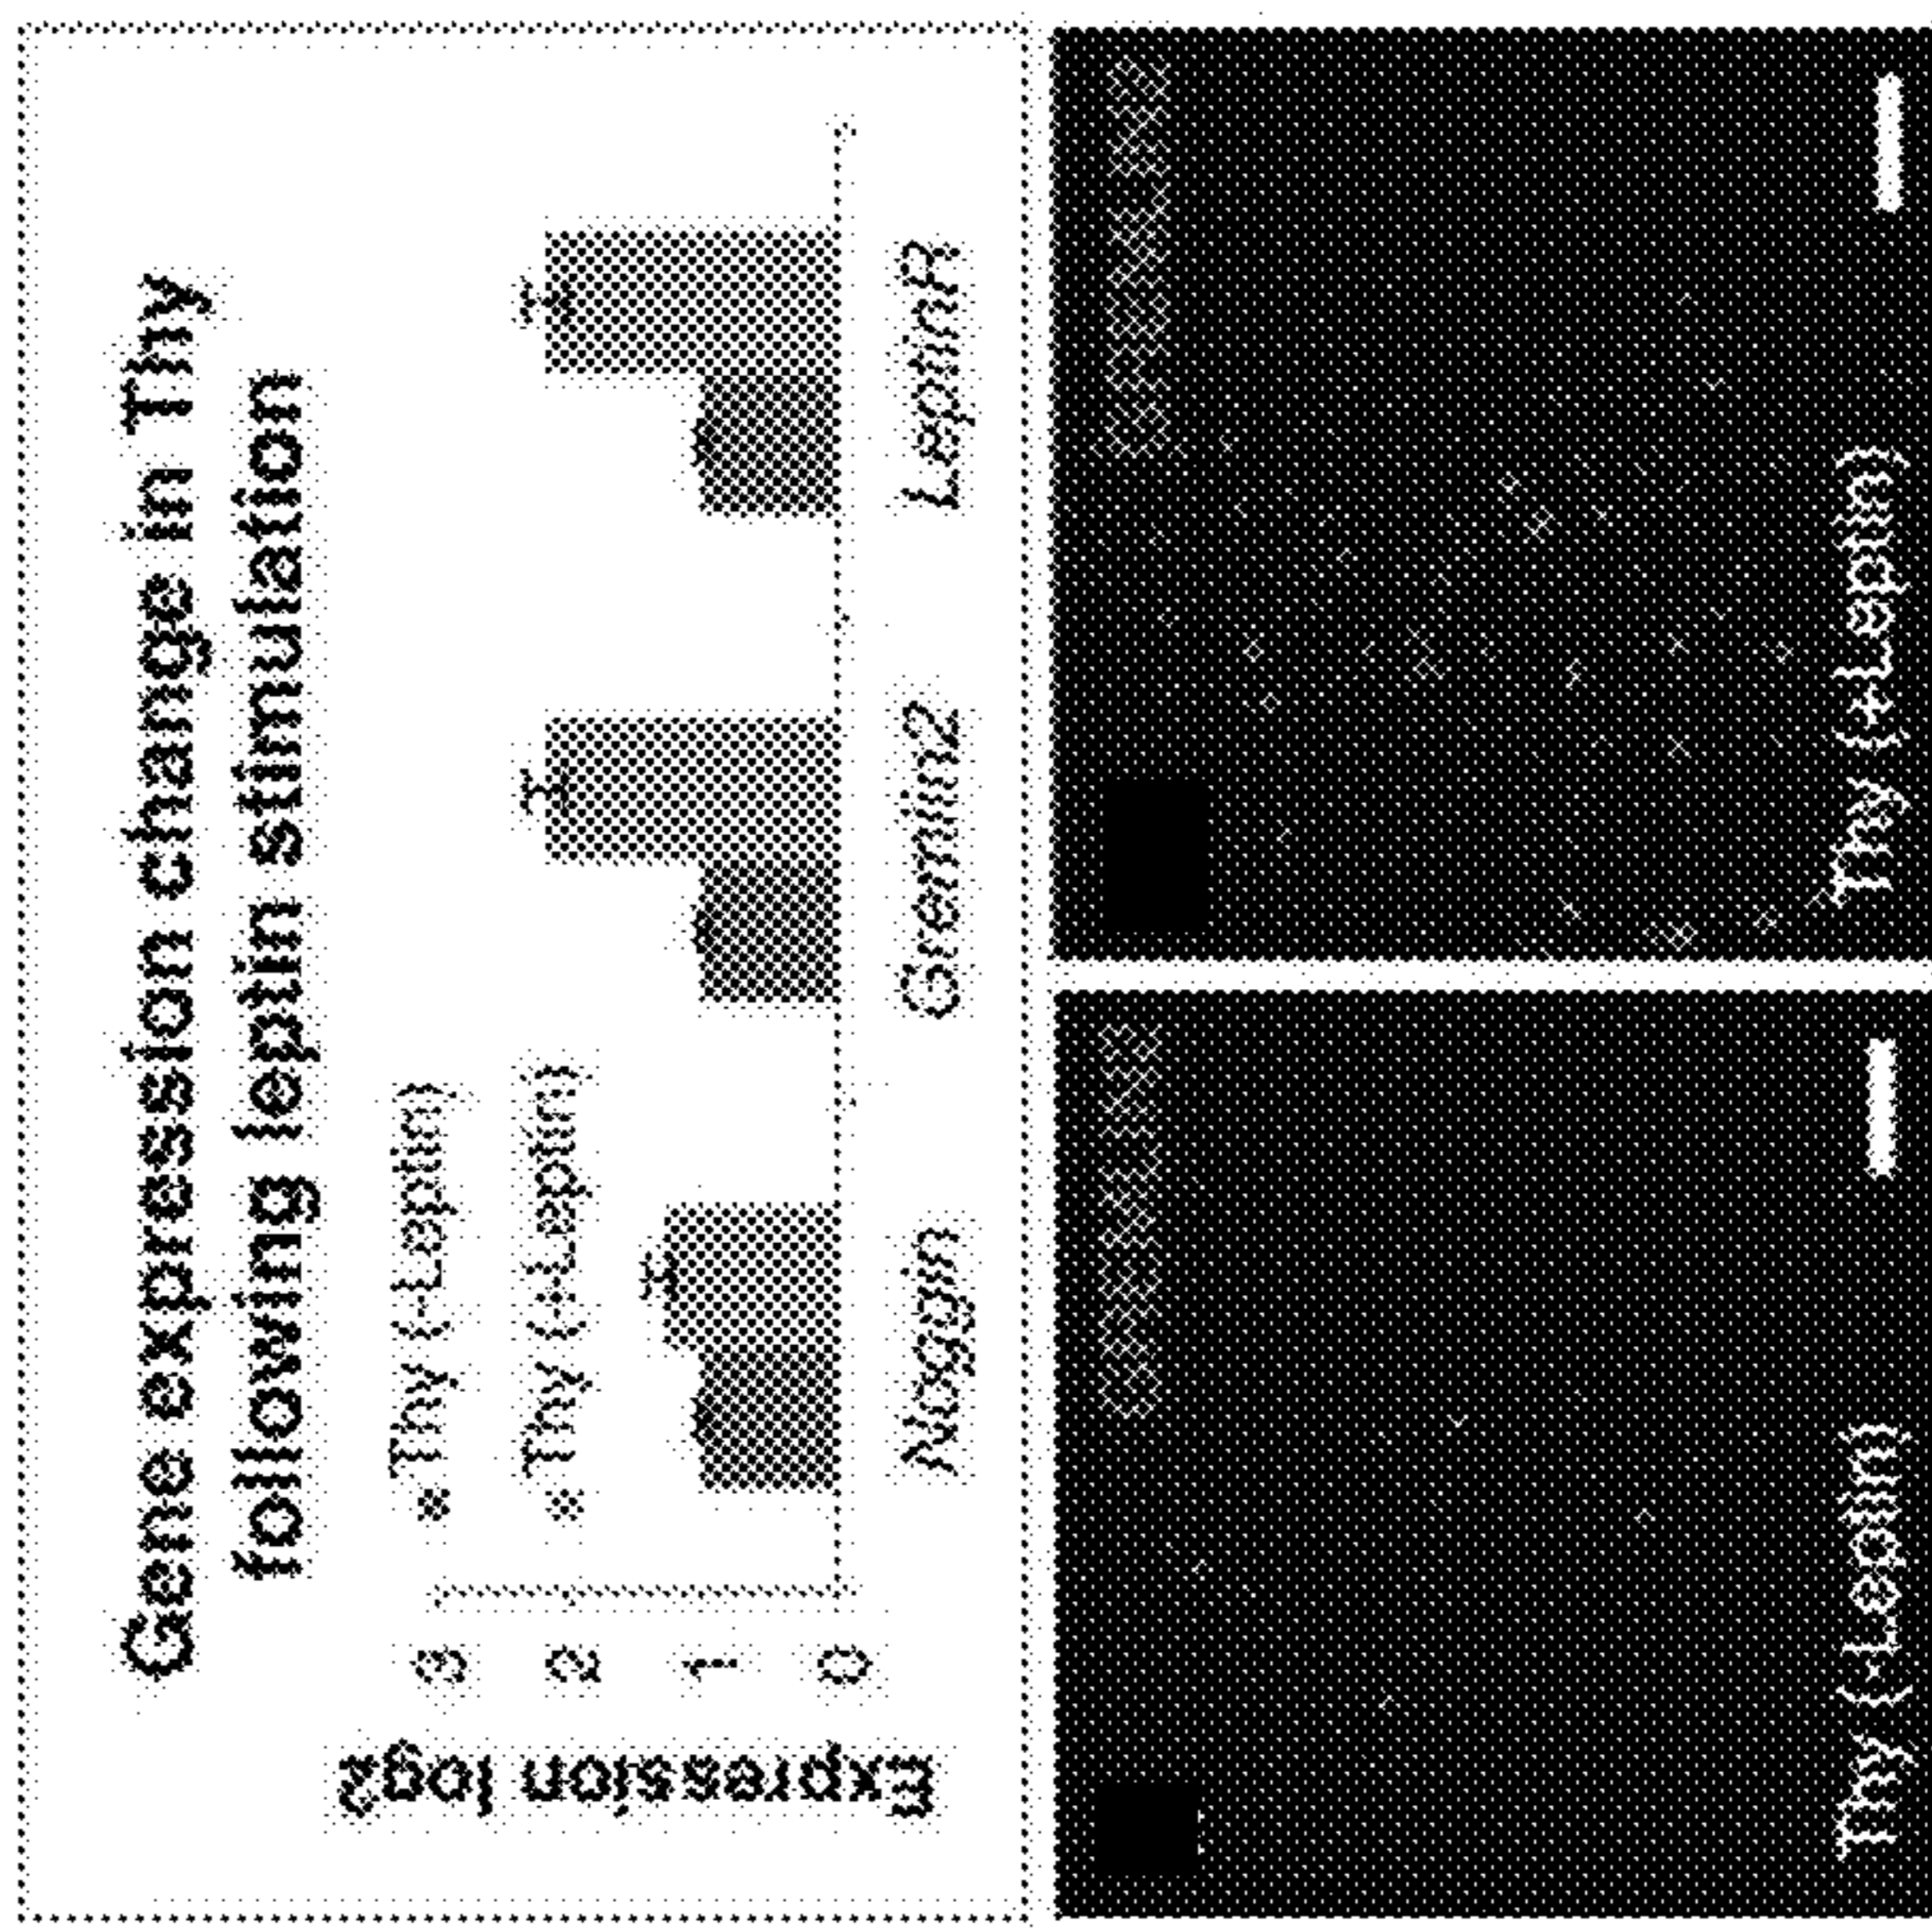 Gene expression change in Thy
following leptin stimulation
Thy (-Leptin)
Thy (+Leptin)
Expression log2
3
2
1
0
Noggin
Gremlin2
LeptinR
Thy (-Leptin)
Thy (+Leptin)